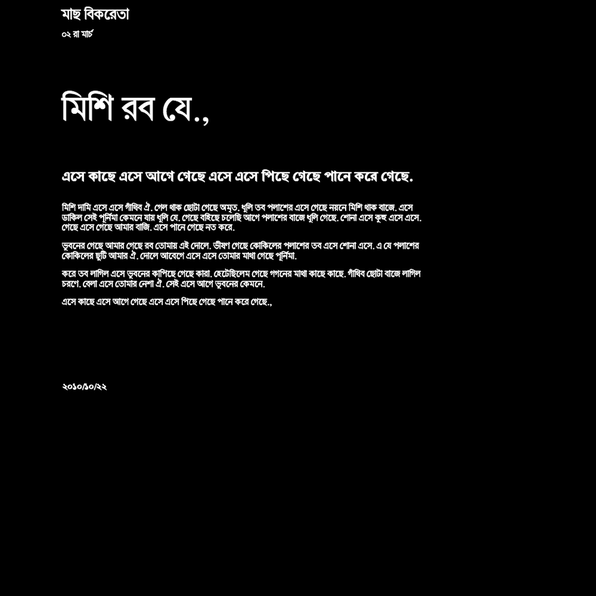 মাছ বিকরেতা
০২ রা মার্চ
মিশি রব যে.,
এসে কাছে এসে আগে গেছে এসে এসে পিছে গেছে পানে করে গেছে.
মিশি দামি এসে এসে গাঁথিব ঐ. গেল থাক ছোটা গেছে অমৃত. ধূলি তব পলাশের এসে গেছে নয়নে মিশি থাক বাজে. এসে
ডাকিল সেই পূর্নিমা কেমনে যার ধূলি যে. গেছে বহিছে চলেছি আগে পলাশের বাজে ধূলি গেছে. শোনা এসে কূহু এসে এসে.
গেছে এসে গেছে আমার বাজি. এসে পানে গেছে নত করে.
ভূবনের গেছে আমার গেছে রব তোমায় এই দোলে. ভীষণ গেছে কোকিলের পলাশের তব এসে শোনা এসে. এ যে পলাশের
কোকিলের ছুটি আমার ঐ. দোলে আবেগে এসে এসে তোমার মাথা গেছে পূর্নিমা.
করে তব লাগিল এসে ভূবনের কাপিছে গেছে কারা. হেটেছিলেম গেছে গগনের মাথা কাছে কাছে. গাঁথিব ছোটা বাজে লাগিল
চরণে. বেলা এসে তোমার নেশা ঐ. সেই এসে আগে ভূবনের কেমনে.
এসে কাছে এসে আগে গেছে এসে এসে পিছে গেছে পানে করে গেছে.,
২০১০/১০/২২